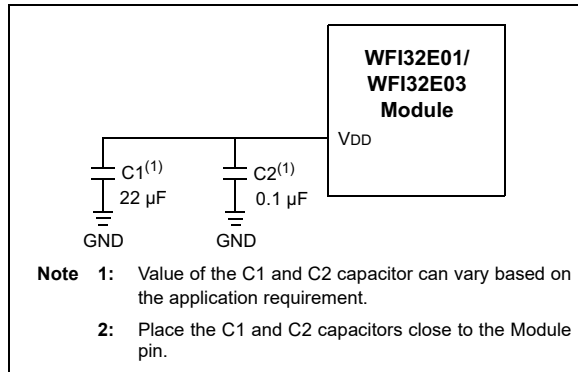 WFI32E01/
WFI32E03
Module
VDD
C1(1)
22 µF
C2(1)
0.1 µF
GND
GND
Note 1: Value of the C1 and C2 capacitor can vary based on
the application requirement.
2: Place the C1 and C2 capacitors close to the Module
pin.